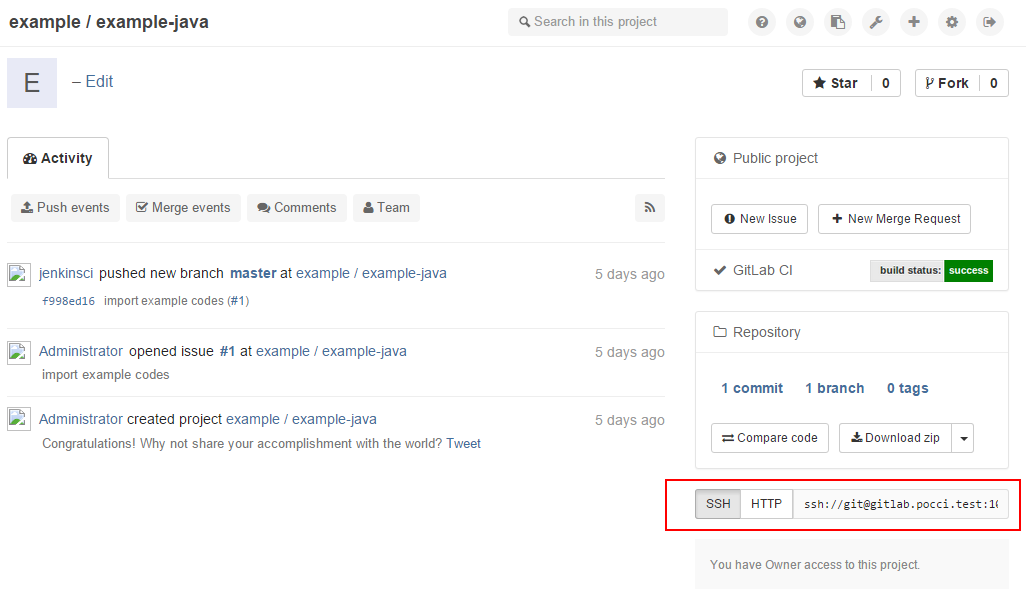 example / example-java
Search in this project
E
– Edit
Star 0
Fork 0
Activity
Push events
Merge events
Comments
Team
jenkinsci pushed new branch master at example / example-java
5 days ago
f998ed16 import example codes (#1)
Administrator opened issue #1 at example / example-java
5 days ago
import example codes
Administrator created project example / example-java
5 days ago
Congratulations! Why not share your accomplishment with the world? Tweet
Public project
New Issue
New Merge Request
GitLab CI
build status: success
Repository
1 commit 1 branch 0 tags
Compare code
Download zip
SSH HTTP ssh://git@gitlab.pocci.test:10
You have Owner access to this project.